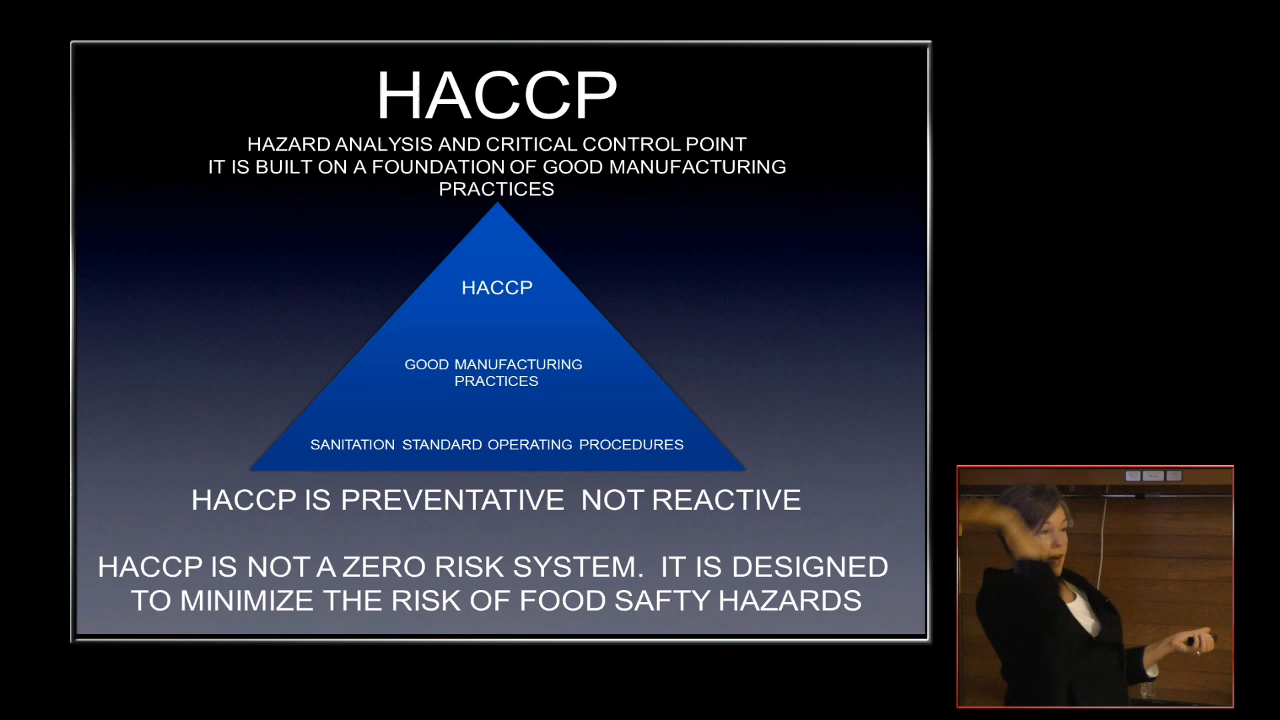 HACCP
HAZARD ANALYSIS AND CRITICAL CONTROL POINT
IT IS BUILT ON A FOUNDATION OF GOOD MANUFACTURING
PRACTICES
HACCP
GOOD MANUFACTURING
PRACTICES
SANITATION STANDARD OPERATING PROCEDURES
HACCP IS PREVENTATIVE NOT REACTIVE
HACCP IS NOT A ZERO RISK SYSTEM. IT IS DESIGNED
TO MINIMIZE THE RISK OF FOOD SAFTY HAZARDS